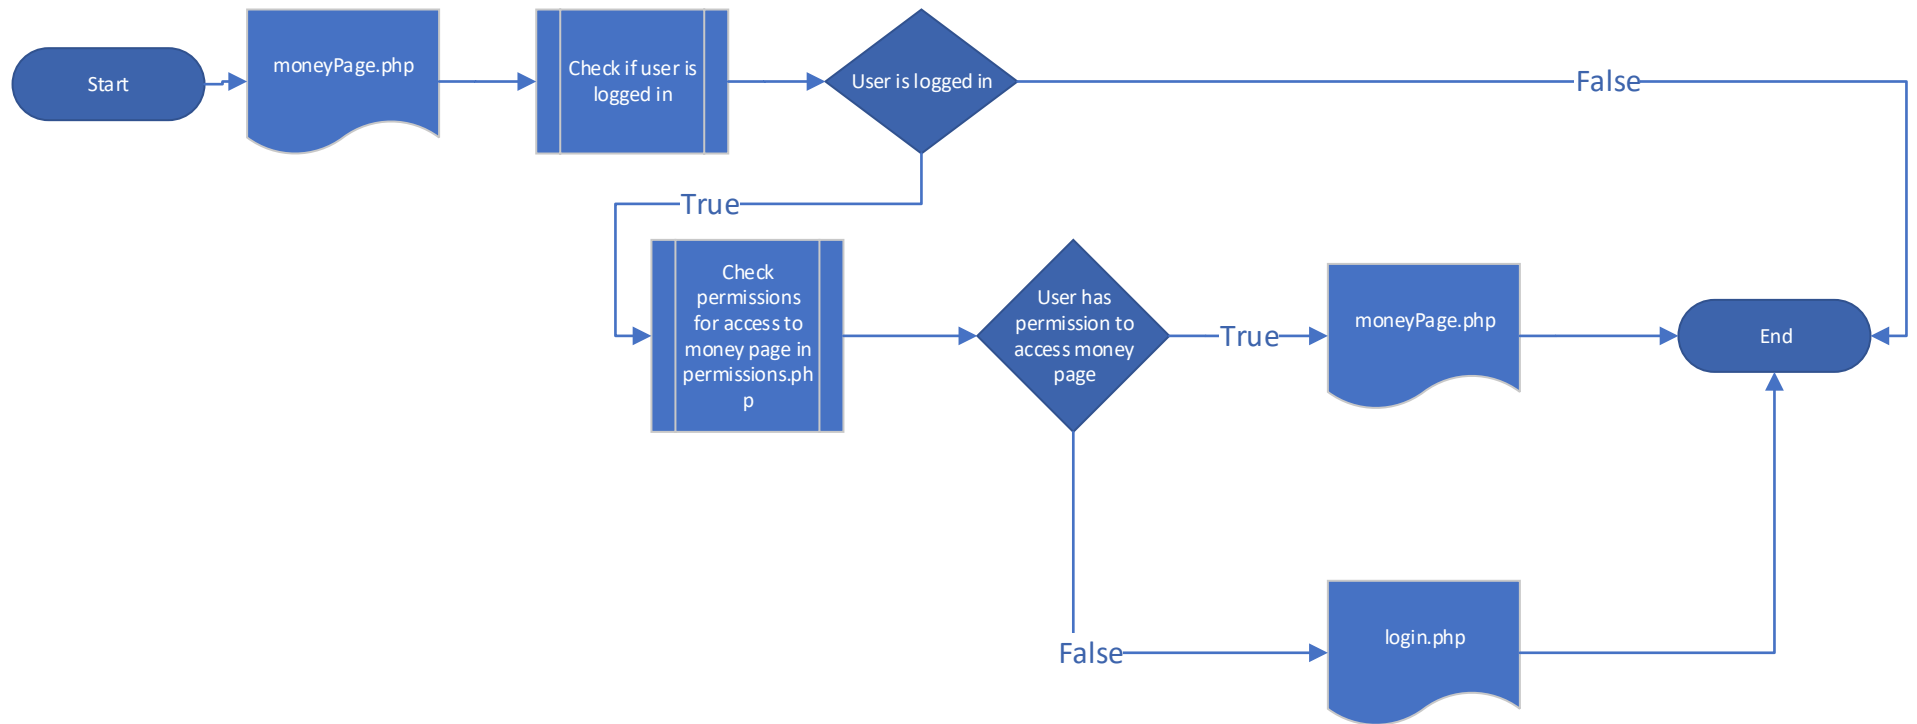 Start
moneyPage.php
Check if user is
logged in
User is logged in
False
True
Check
permissions
for access to
money page in
permissions.ph
p
User has
permission to
access money
page
True
moneyPage.php
End
False
login.php